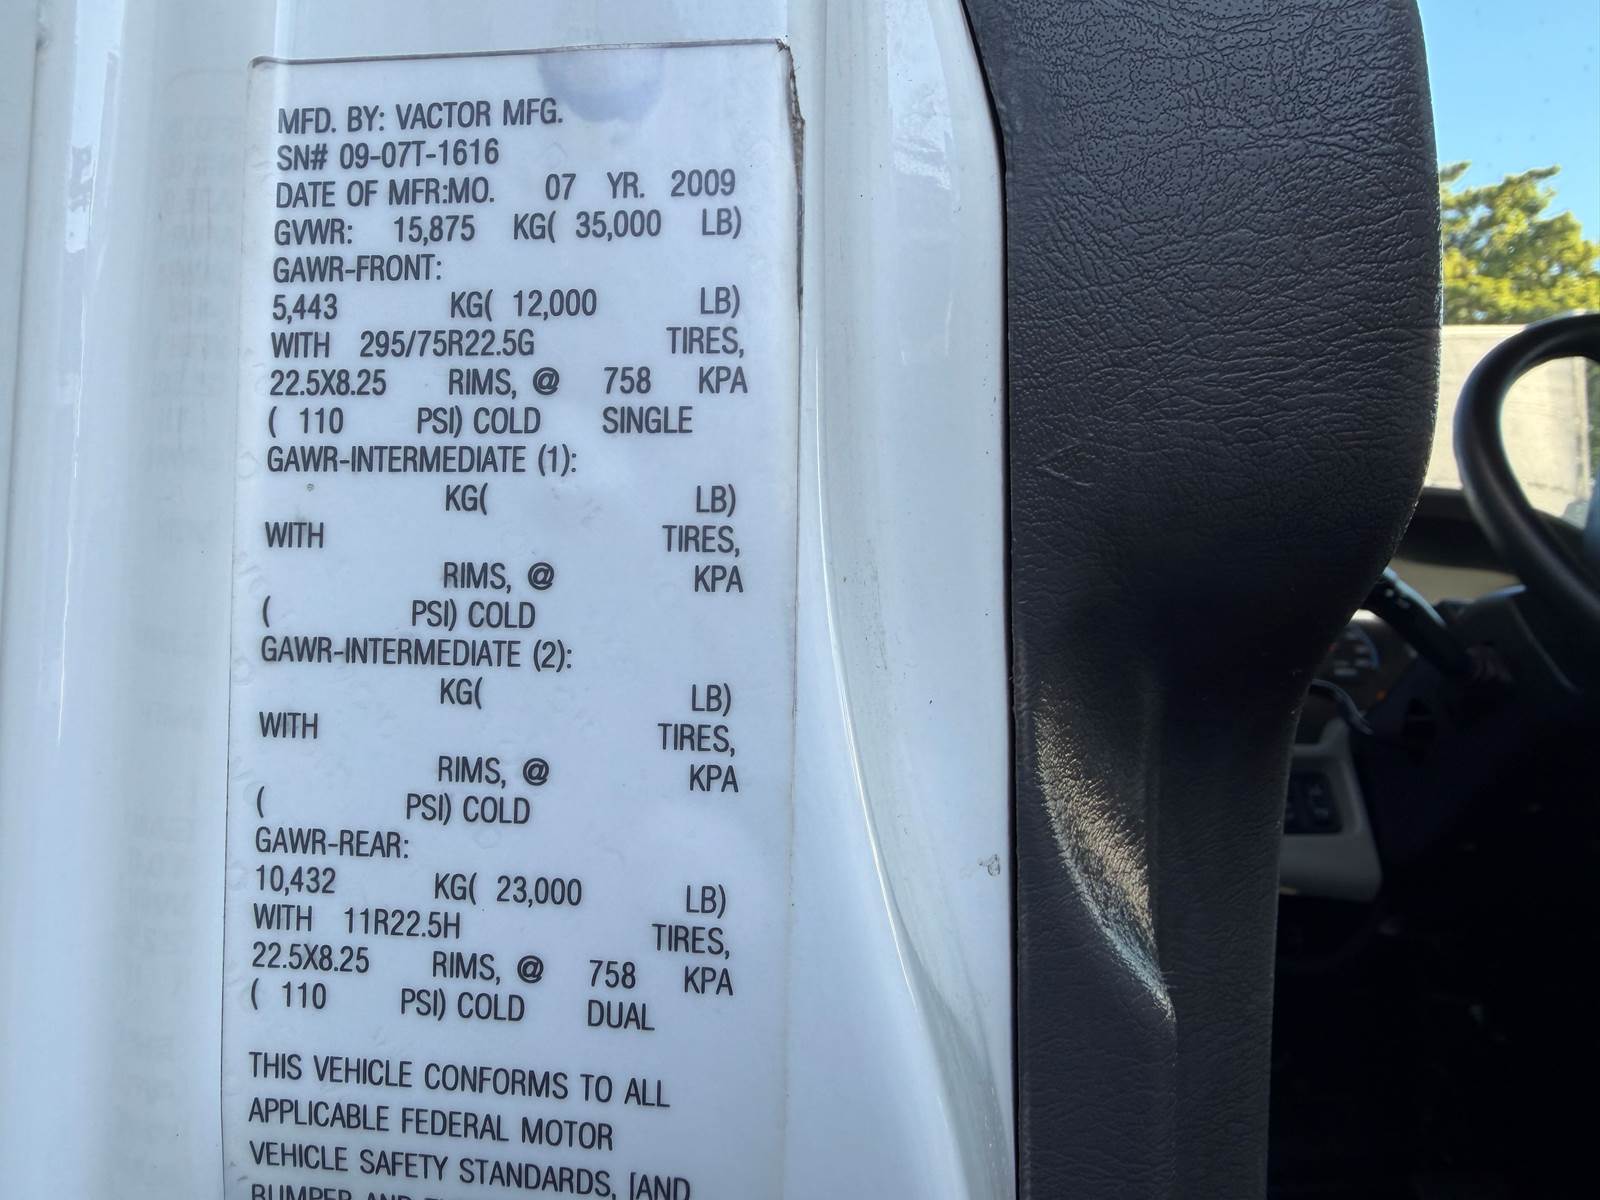 MFD. BY: VACTOR MFG.
SN# 09-07T-1616
DATE OF MFR:MO. 07 YR. 2009
GVWR: 15,875 KG( 35,000 LB)
GAWR-FRONT:
5,443 KG( 12,000 LB)
WITH 295/75R22.5G TIRES,
22.5X8.25 RIMS, @ 758 KPA
( 110 PSI) COLD SINGLE
GAWR-INTERMEDIATE (1):
KG( LB)
WITH TIRES,
RIMS, @ KPA
( PSI) COLD
GAWR-INTERMEDIATE (2):
KG( LB)
WITH TIRES,
RIMS, @ KPA
( PSI) COLD
GAWR-REAR:
10,432 KG( 23,000 LB)
WITH 11R22.5H TIRES,
22.5X8.25 RIMS, @ 758 KPA
( 110 PSI) COLD DUAL
THIS VEHICLE CONFORMS TO ALL
APPLICABLE FEDERAL MOTOR
VEHICLE SAFETY STANDARDS, [AND
BUMPER AND